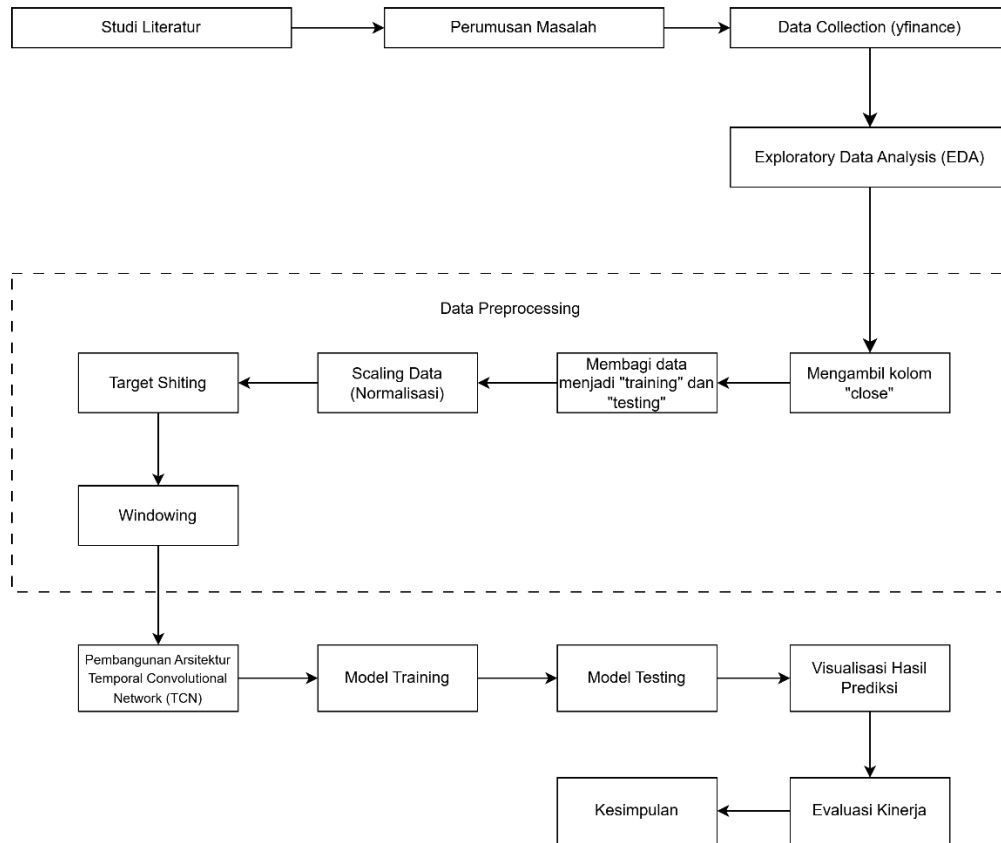 Studi Literatur
Perumusan Masalah
Data Collection (yfinance)
Exploratory Data Analysis (EDA)
Data Preprocessing
Target Shiting
Scaling Data
(Normalisasi)
Membagi data
menjadi "training" dan
"testing"
Mengambil kolom
"close"
Windowing
Pembangunan Arsitektur
Temporal Convolutional
Network (TCN)
Model Training
Model Testing
Visualisasi Hasil
Prediksi
Kesimpulan
Evaluasi Kinerja